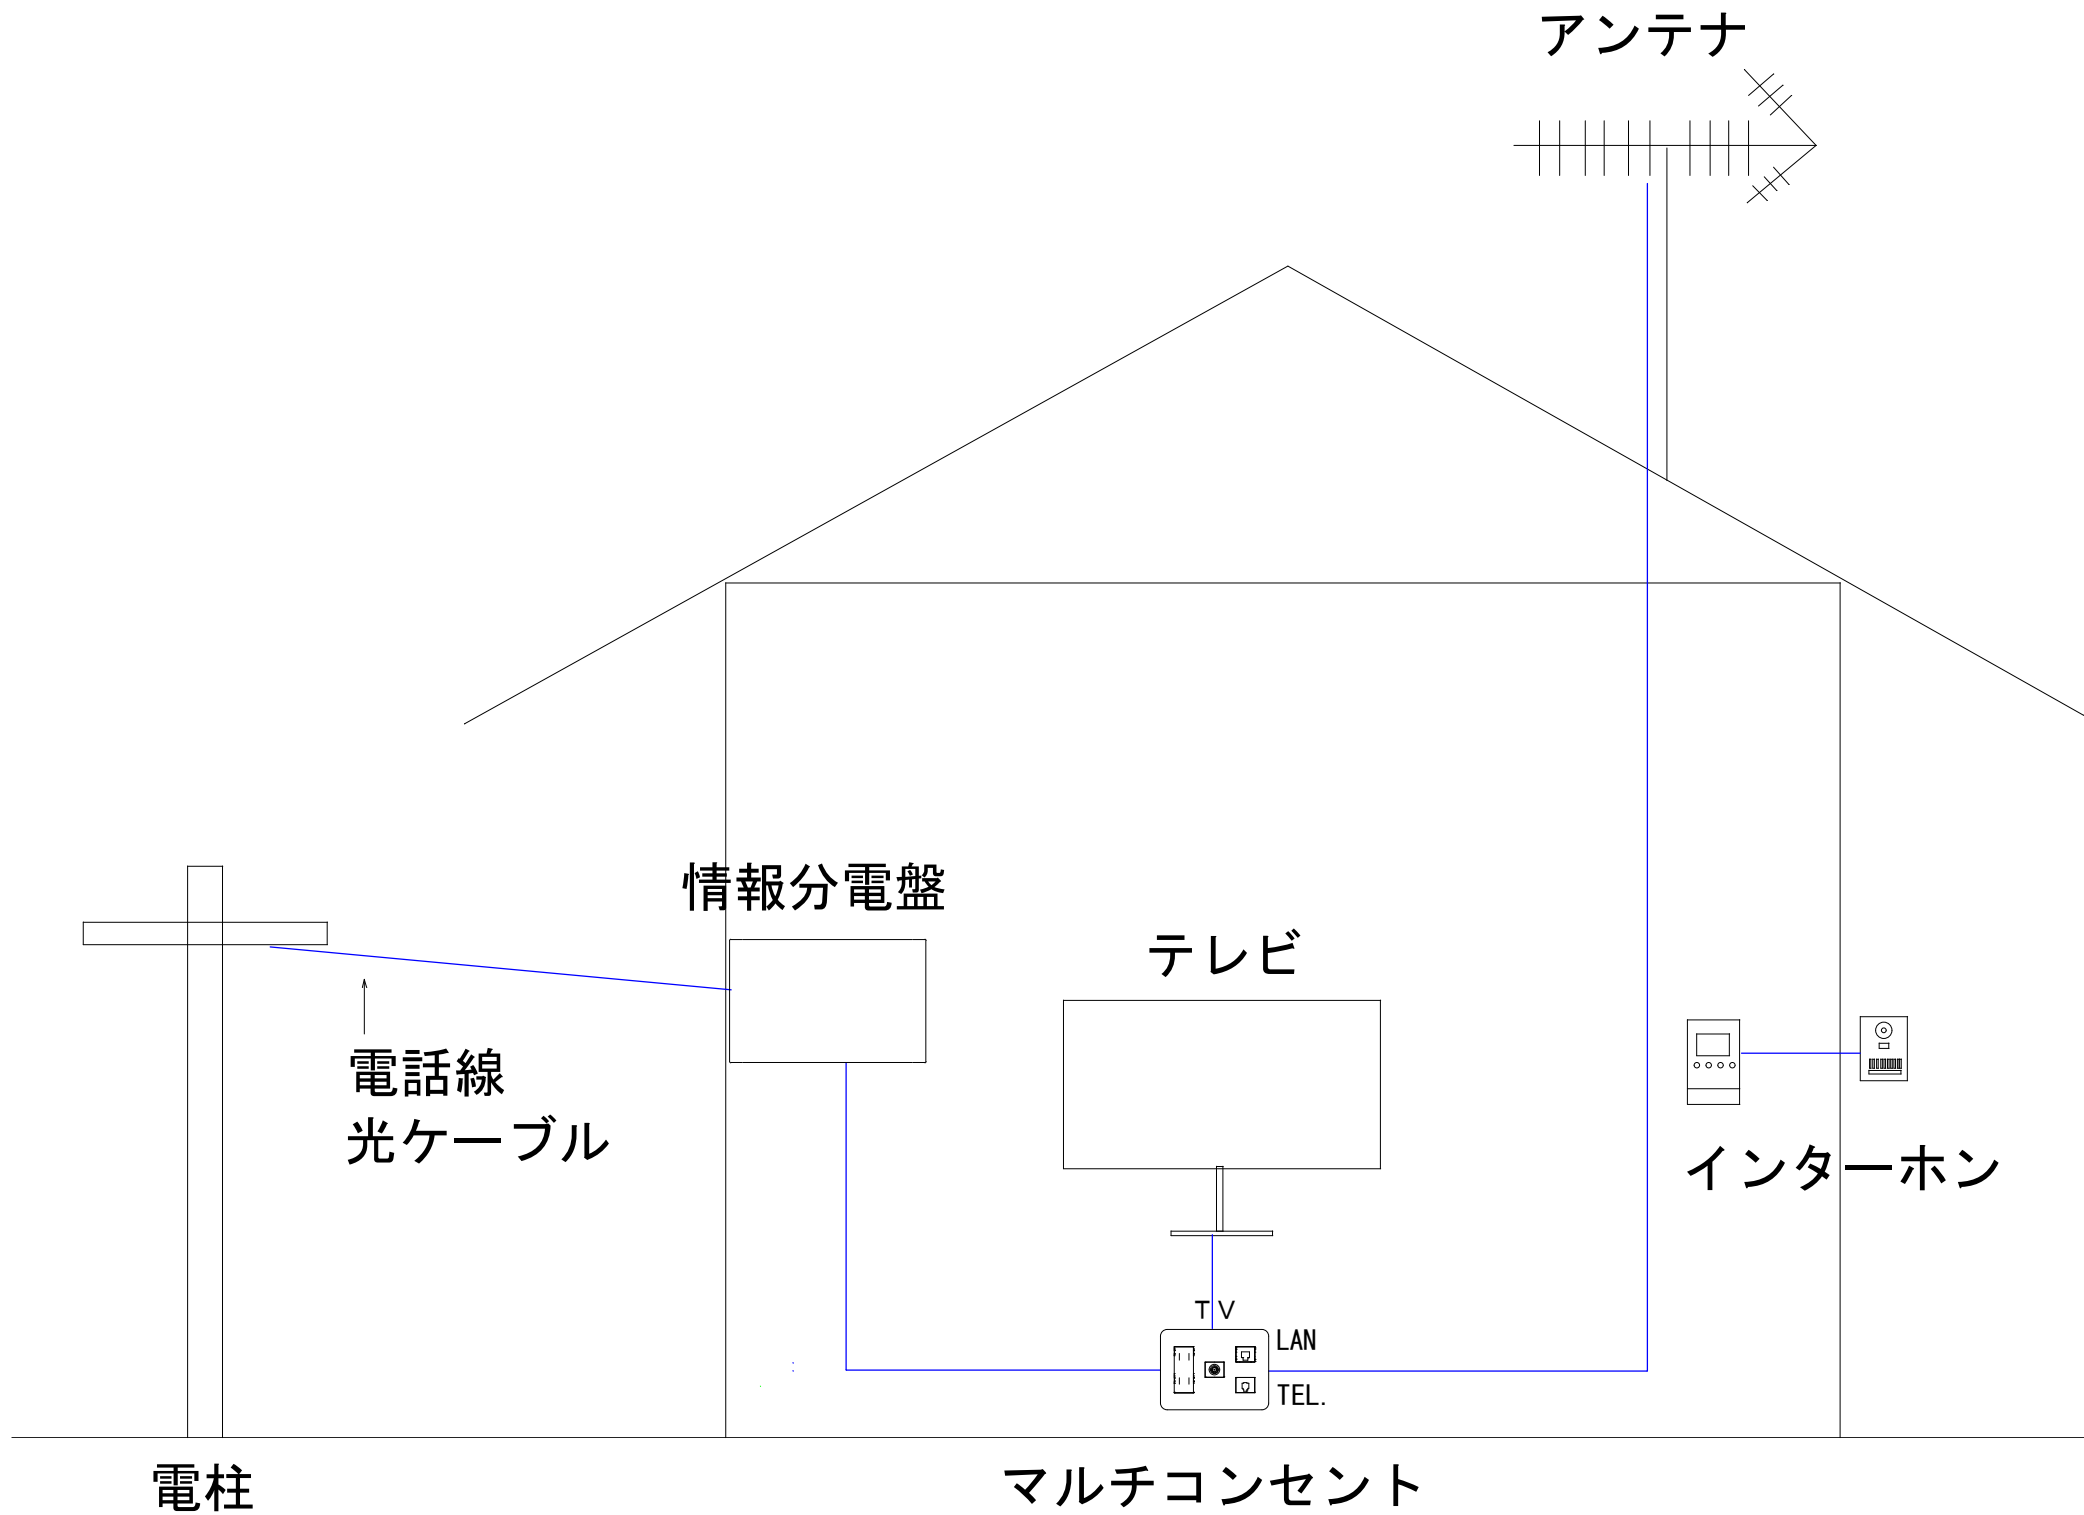 アンテナ
情報分電盤
テレビ
電話線
光ケーブル
インターホン
TV
LAN
TEL.
電柱
マルチコンセント